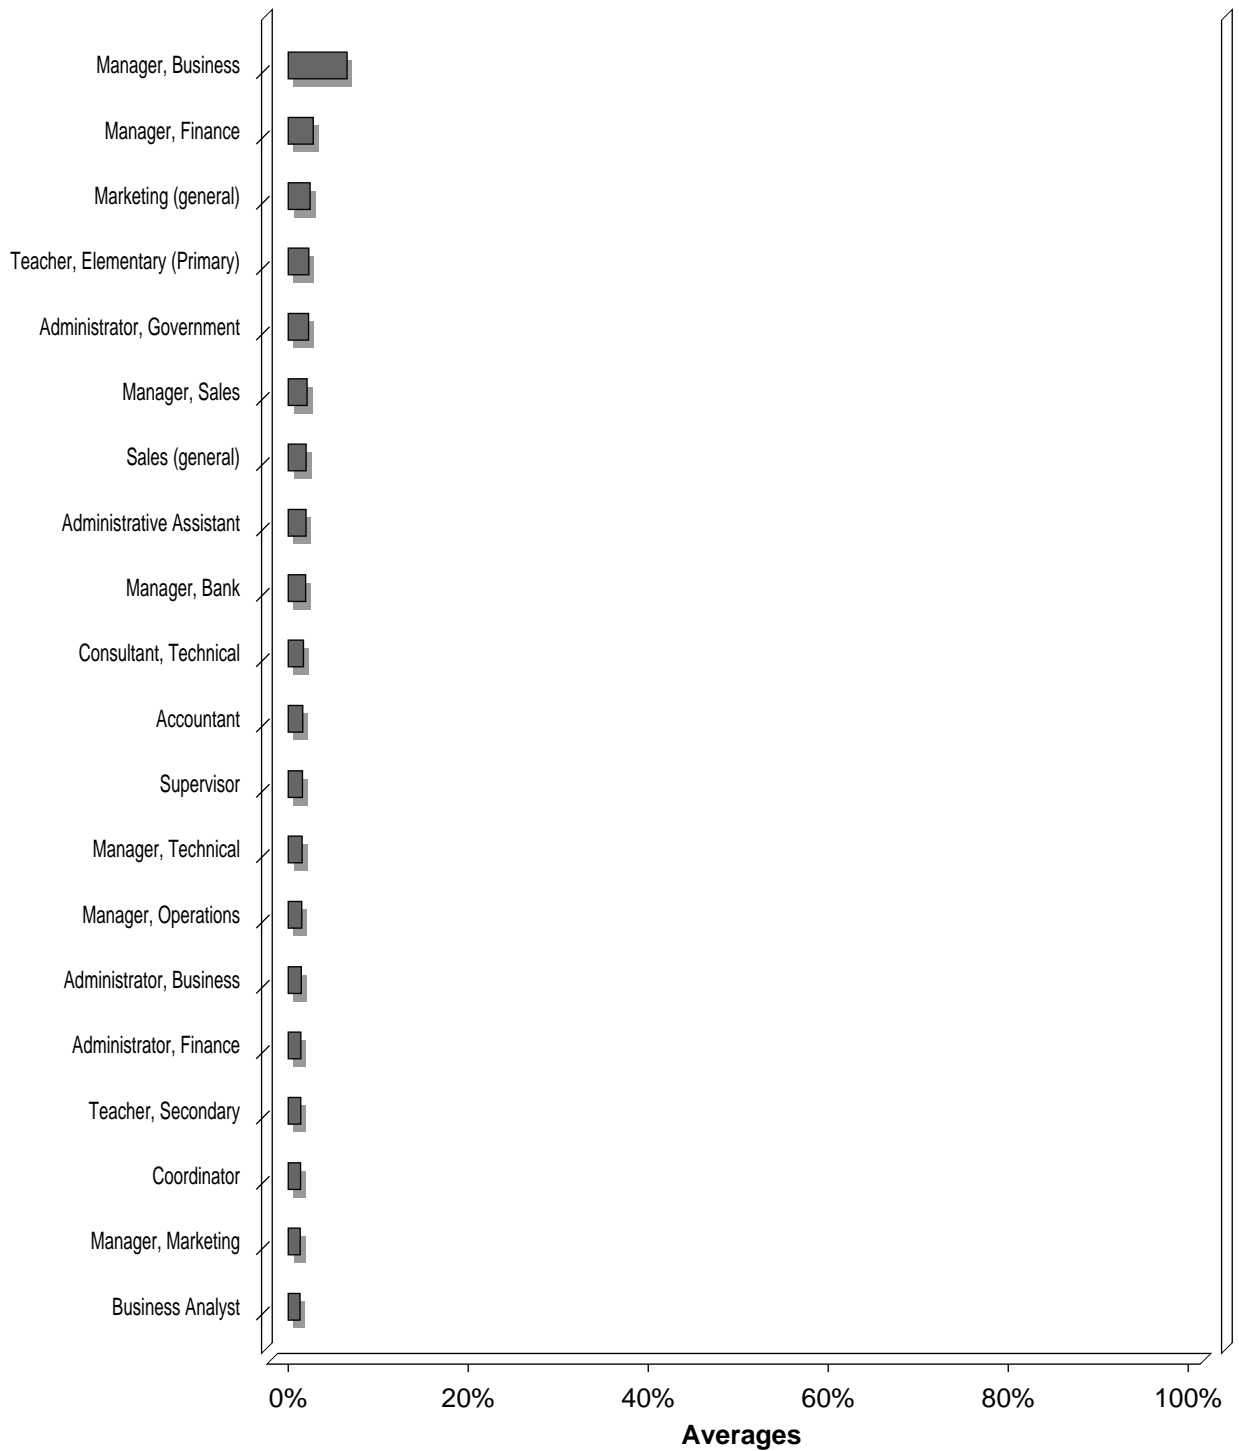 Manager, Business
Manager, Finance
Marketing (general)
Teacher, Elementary (Primary)
Administrator, Government
Manager, Sales
Sales (general)
Administrative Assistant
Manager, Bank
Consultant, Technical
Accountant
Supervisor
Manager, Technical
Manager, Operations
Administrator, Business
Administrator, Finance
Teacher, Secondary
Coordinator
Manager, Marketing
Business Analyst
0% 20% 40% 60% 80% 100%
Averages